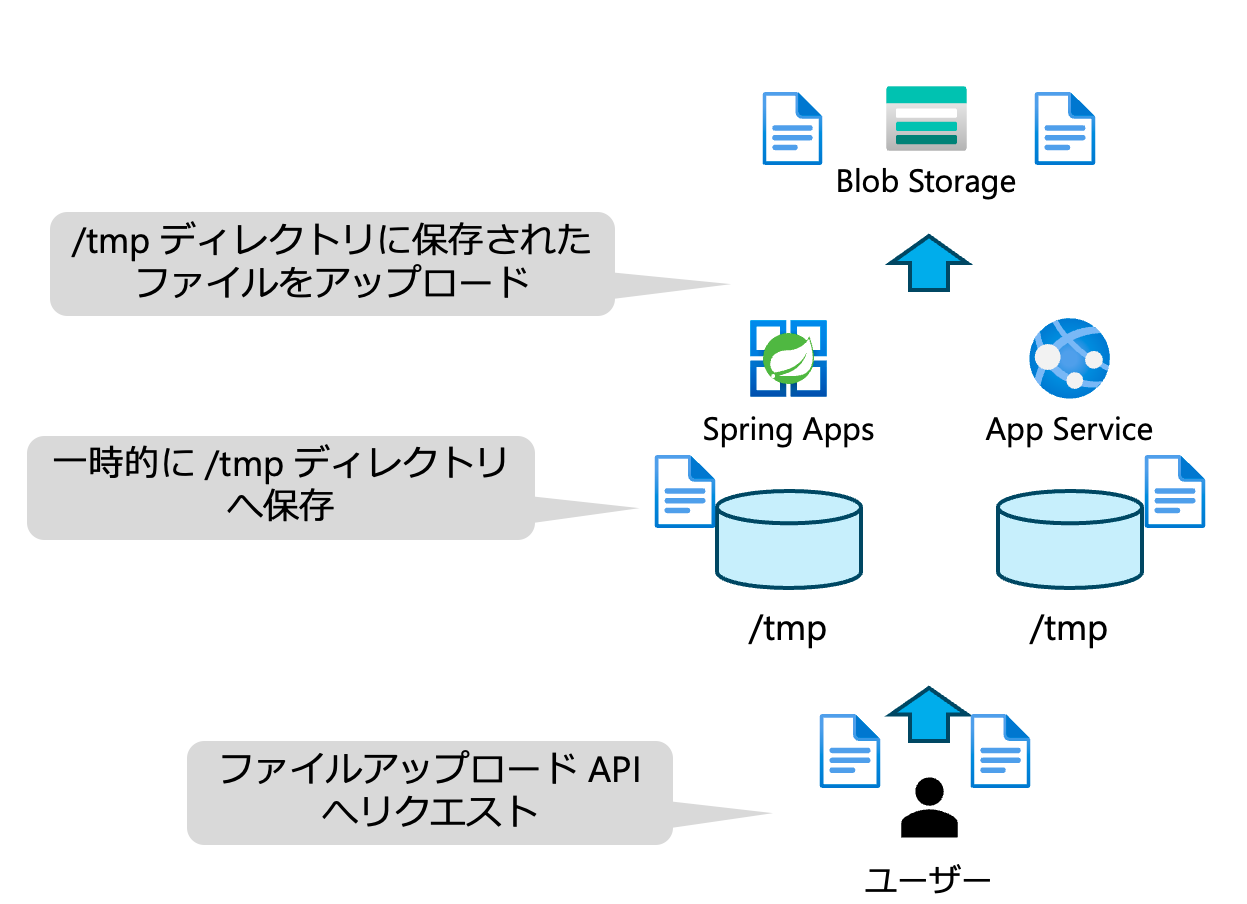 Blob Storage
/tmp ディレクトリに保存された
ファイルをアップロード
Spring Apps
App Service
一時的に /tmp ディレクトリ
へ保存
/tmp
/tmp
ファイルアップロード API
へリクエスト
ユーザー